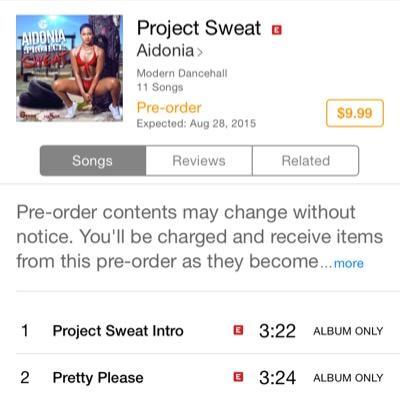 AIDONIA
PROJECT
SWEAT
Project Sweat E
Aidonia >
Modern Dancehall
11 Songs
Pre-order
Expected: Aug 28, 2015
$9.99
Songs Reviews Related
Pre-order contents may change without
notice. You'll be charged and receive items
from this pre-order as they become...more
1 Project Sweat Intro E 3:22 ALBUM ONLY
2 Pretty Please E 3:24 ALBUM ONLY